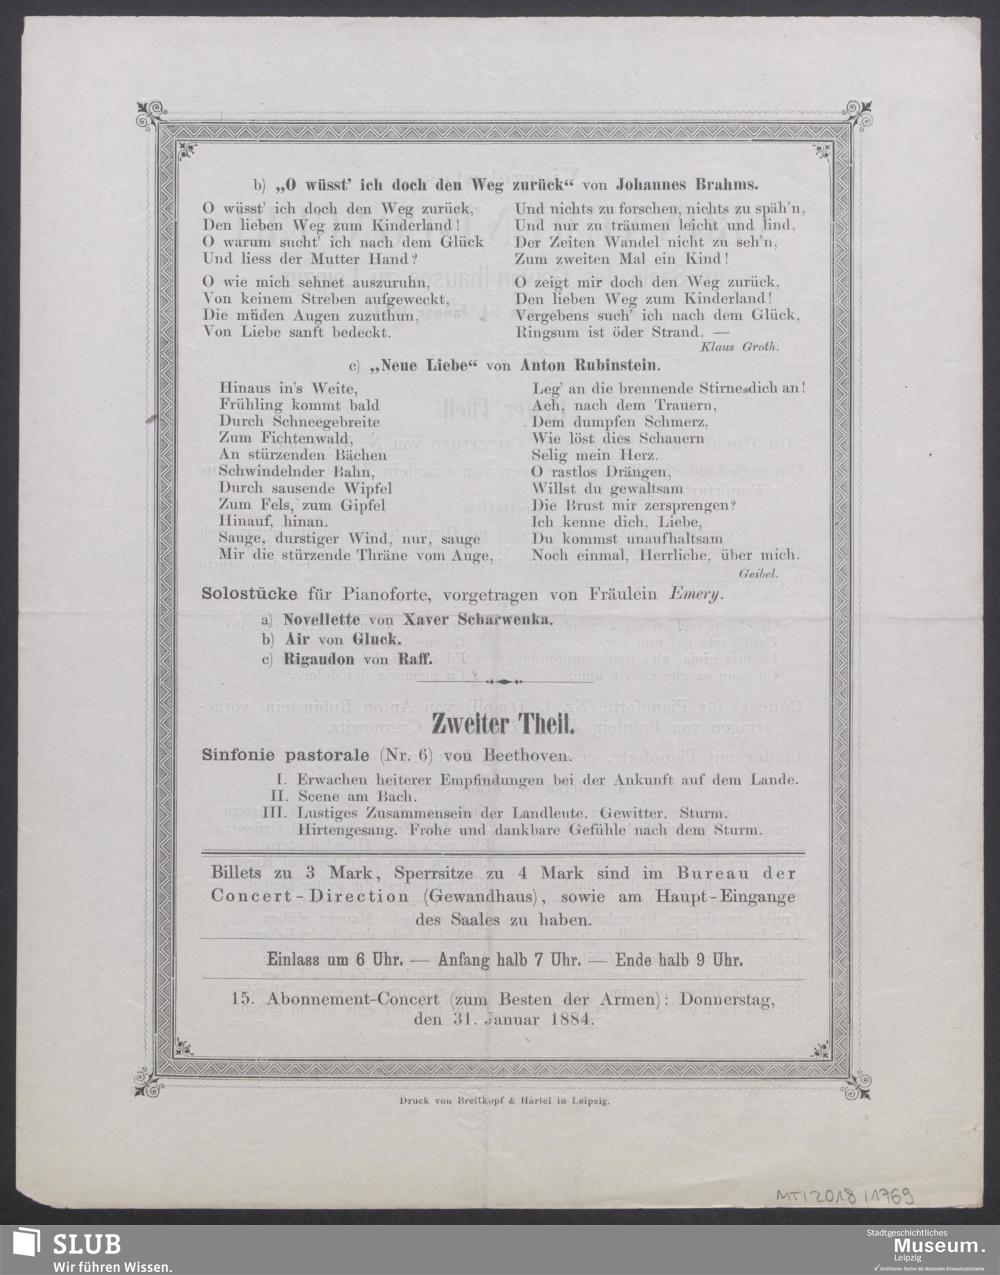 b) „O wüsst' ich doch den Weg zurück“ von Johannes Brahms.
O wüsst' ich doch den Weg zurück,
Den lieben Weg zum Kinderland!
O warum sucht' ich nach dem Glück
Und liess der Mutter Hand?
O wie mich sehnet auszuruhn,
Von keinem Streben aufgeweckt,
Die müden Augen zuzuthun,
Von Liebe sanft bedeckt.
Und nichts zu forschen, nichts zu späh'n,
Und nur zu träumen leicht und lind,
Der Zeiten Wandel nicht zu seh'n,
Zum zweiten Mal ein Kind!
O zeigt mir doch den Weg zurück,
Den lieben Weg zum Kinderland!
Vergebens such' ich nach dem Glück,
Ringsum ist öder Strand. —
Klaus Groth.
c) „Neue Liebe“ von Anton Rubinstein.
Hinaus in's Weite,
Frühling kommt bald
Durch Schneegebreite
Zum Fichtenwald,
An stürzenden Bächen
Schwindelnder Bahn,
Durch sausende Wipfel
Zum Fels, zum Gipfel
Hinauf, hinan.
Sauge, durstiger Wind, nur, sauge
Mir die stürzende Thräne vom Auge,
Leg' an die brennende Stirne dich an!
Ach, nach dem Trauern,
Dem dumpfen Schmerz,
Wie löst dies Schauern
Selig mein Herz.
O rastlos Drängen,
Willst du gewaltsam
Die Brust mir zersprengen?
Ich kenne dich, Liebe,
Du kommst unaufhaltsam
Noch einmal, Herrliche, über mich.
Geibel.
Solostücke für Pianoforte, vorgetragen von Fräulein Emery.
a) Novellette von Xaver Scharwenka.
b) Air von Gluck.
c) Rigaudon von Raff.
Zweiter Theil.
Sinfonie pastorale (Nr. 6) von Beethoven.
I. Erwachen heiterer Empfindungen bei der Ankunft auf dem Lande.
II. Scene am Bach.
III. Lustiges Zusammensein der Landleute. Gewitter. Sturm.
Hirtengesang. Frohe und dankbare Gefühle nach dem Sturm.
Billets zu 3 Mark, Sperrsitze zu 4 Mark sind im Bureau der
Concert-Direction (Gewandhaus), sowie am Haupt-Eingange
des Saales zu haben.
Einlass um 6 Uhr. — Anfang halb 7 Uhr. — Ende halb 9 Uhr.
15. Abonnement-Concert (zum Besten der Armen): Donnerstag,
den 31. Januar 1884.
Druck von Breitkopf & Härtel in Leipzig.
MT/2018/1769
SLUB
Wir führen Wissen.
Stadtgeschichtliches
Museum.
Leipzig
Zertifizierter Partner der Nationalen Klimaschutzinitiative